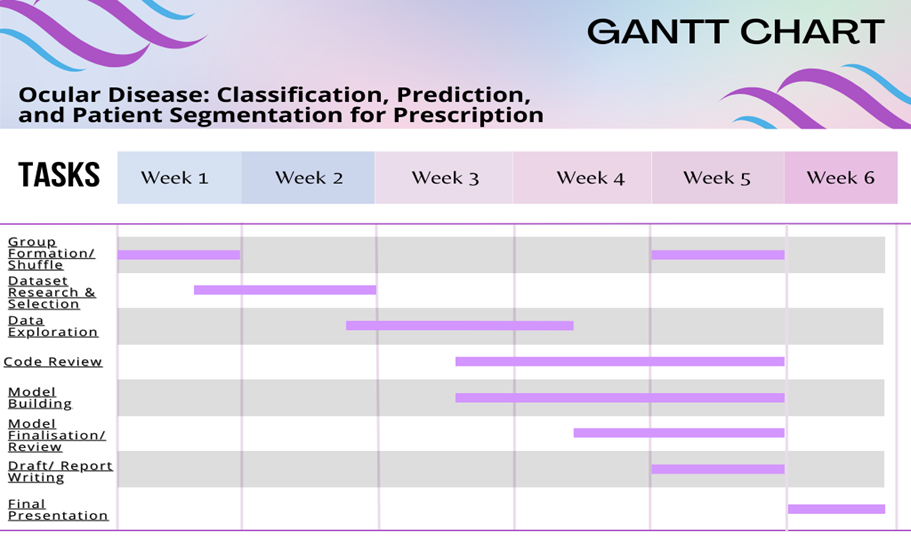 GANTT CHART
Ocular Disease: Classification, Prediction,
and Patient Segmentation for Prescription
TASKS Week 1 Week 2 Week 3 Week 4 Week 5 Week 6
Group
Formation/
Shuffle
Dataset
Research &
Selection
Data
Exploration
Code Review
Model
Building
Model
Finalisation/
Review
Draft/ Report
Writing
Final
Presentation